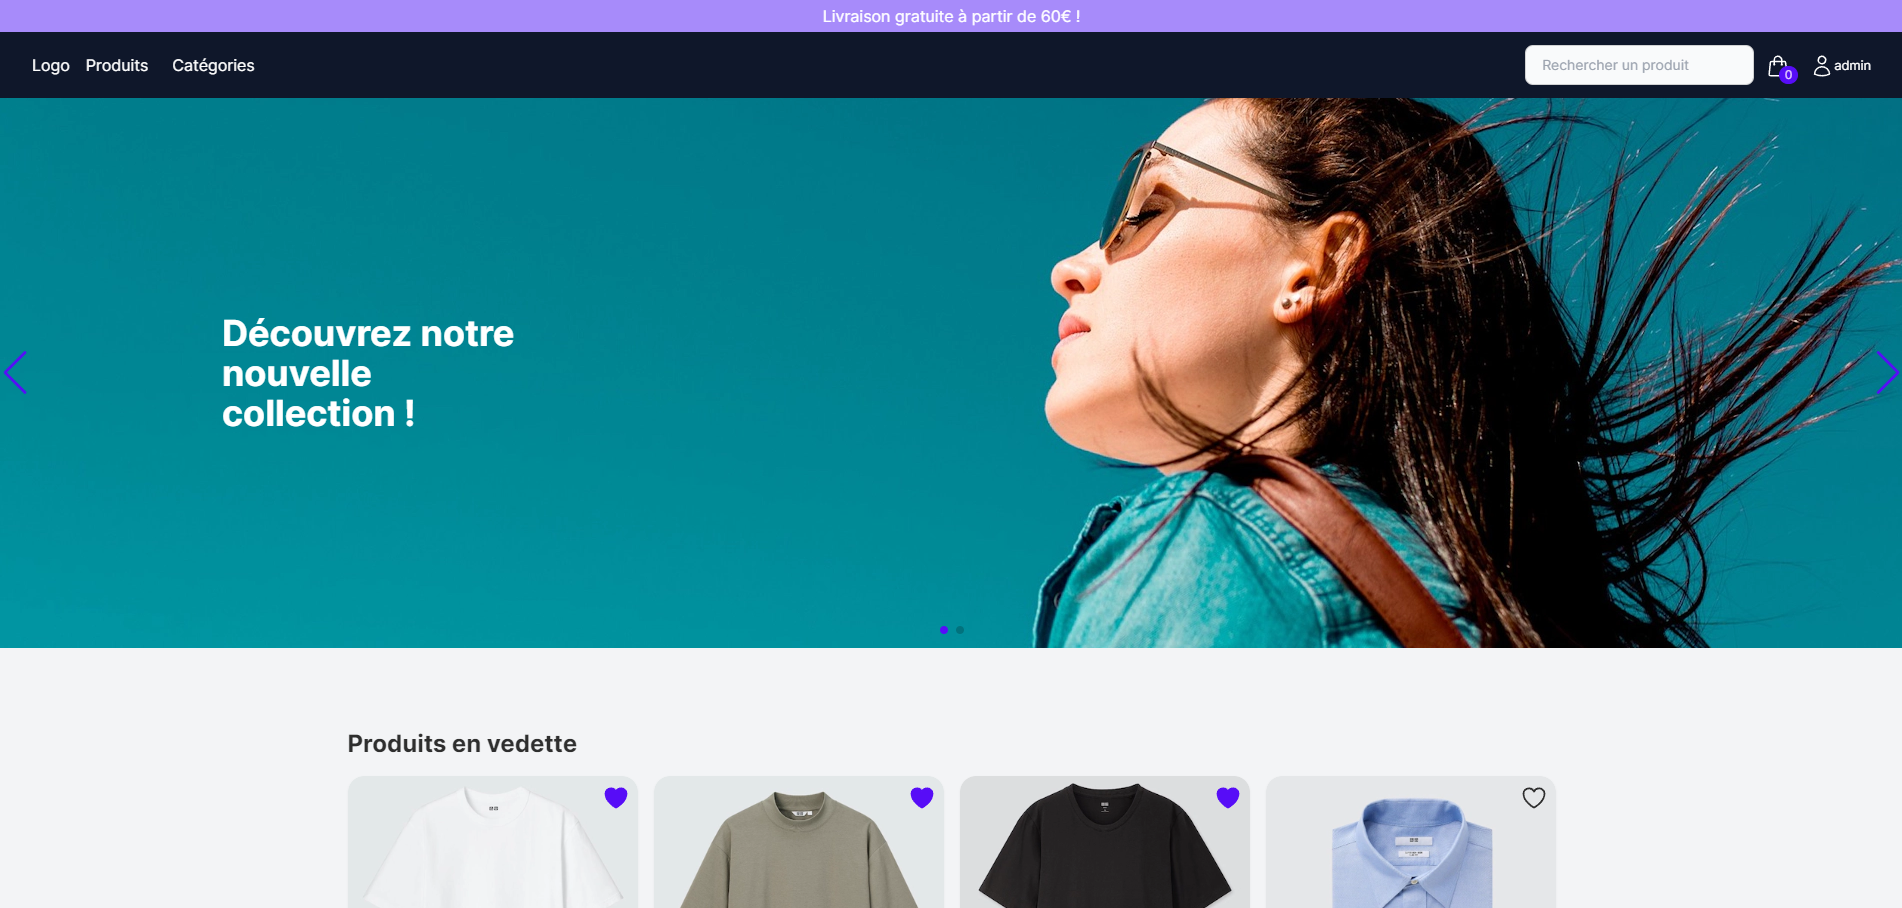 Livraison gratuite à partir de 60€ !
Logo Produits Catégories
Rechercher un produit
0
admin
Découvrez notre
nouvelle
collection !
Produits en vedette